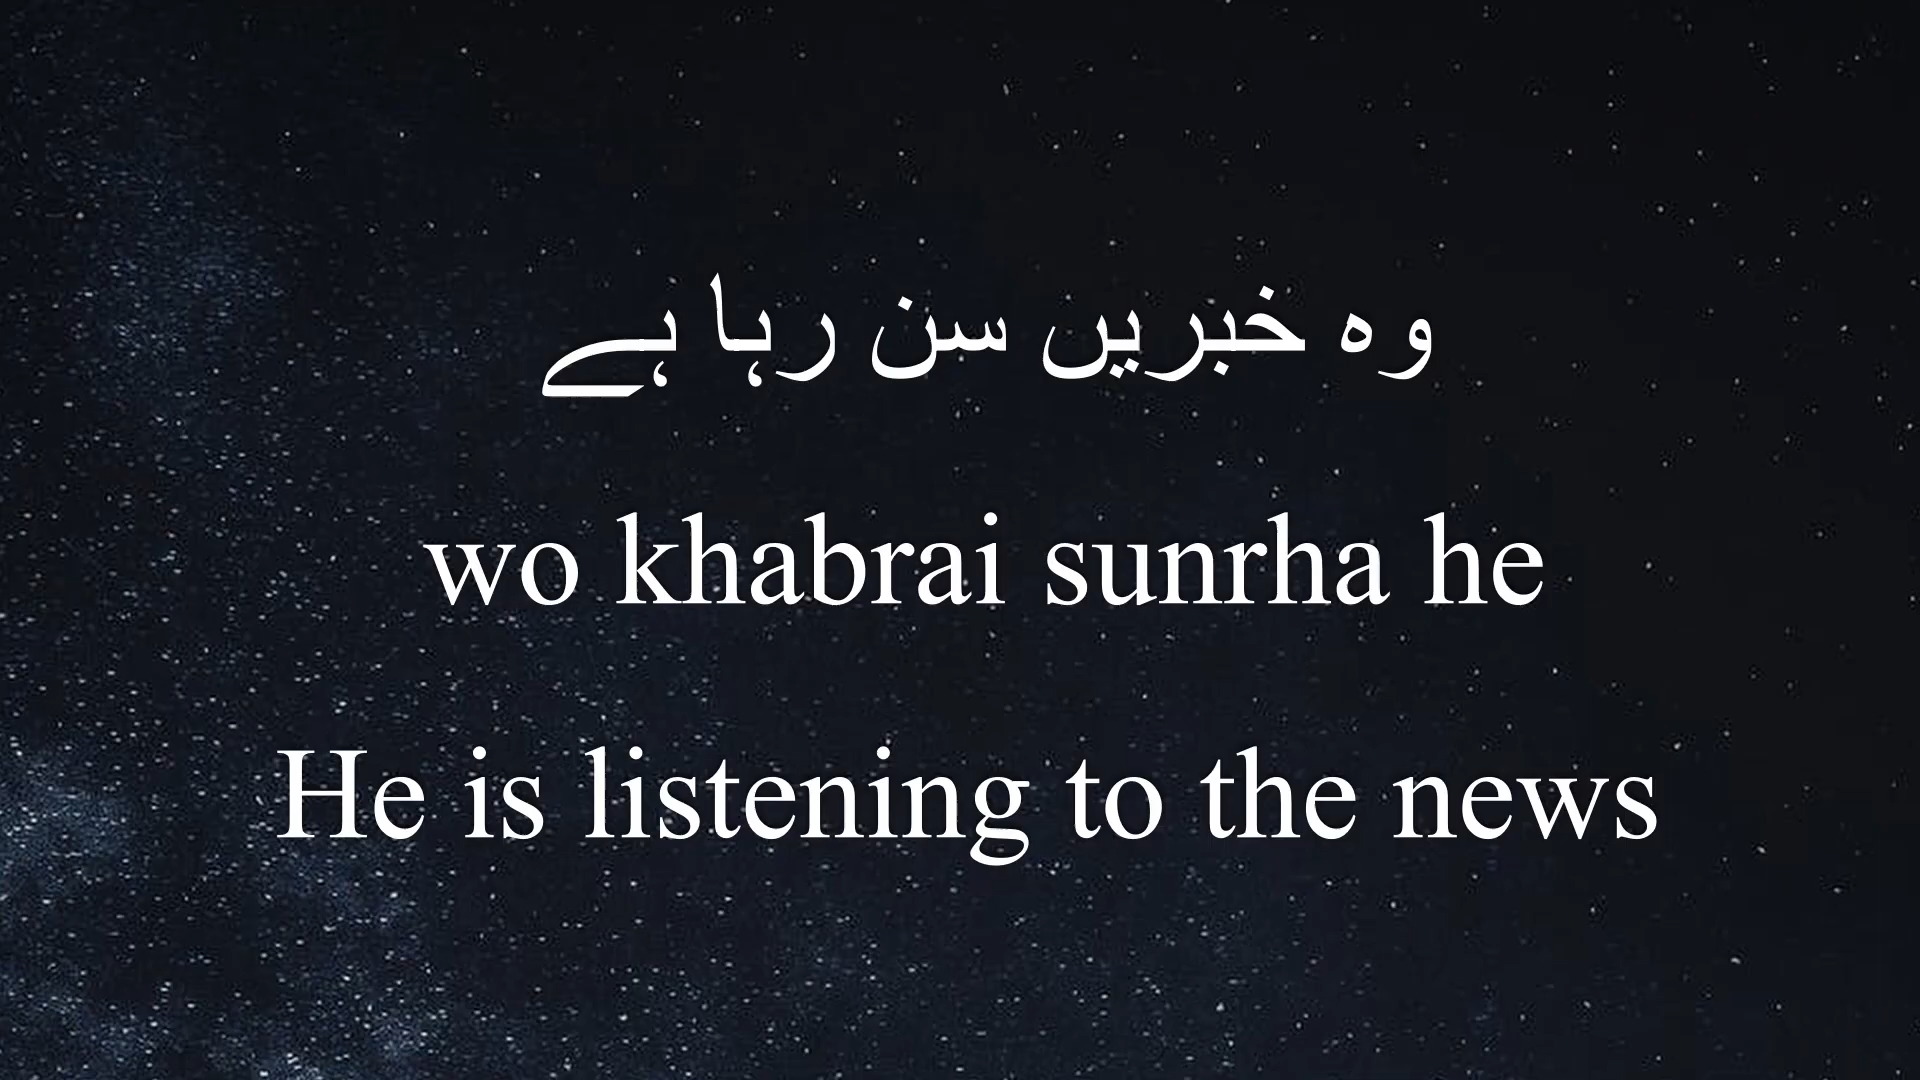 وہ خبریں سن رہا ہے
wo khabrai sunrha he
He is listening to the news